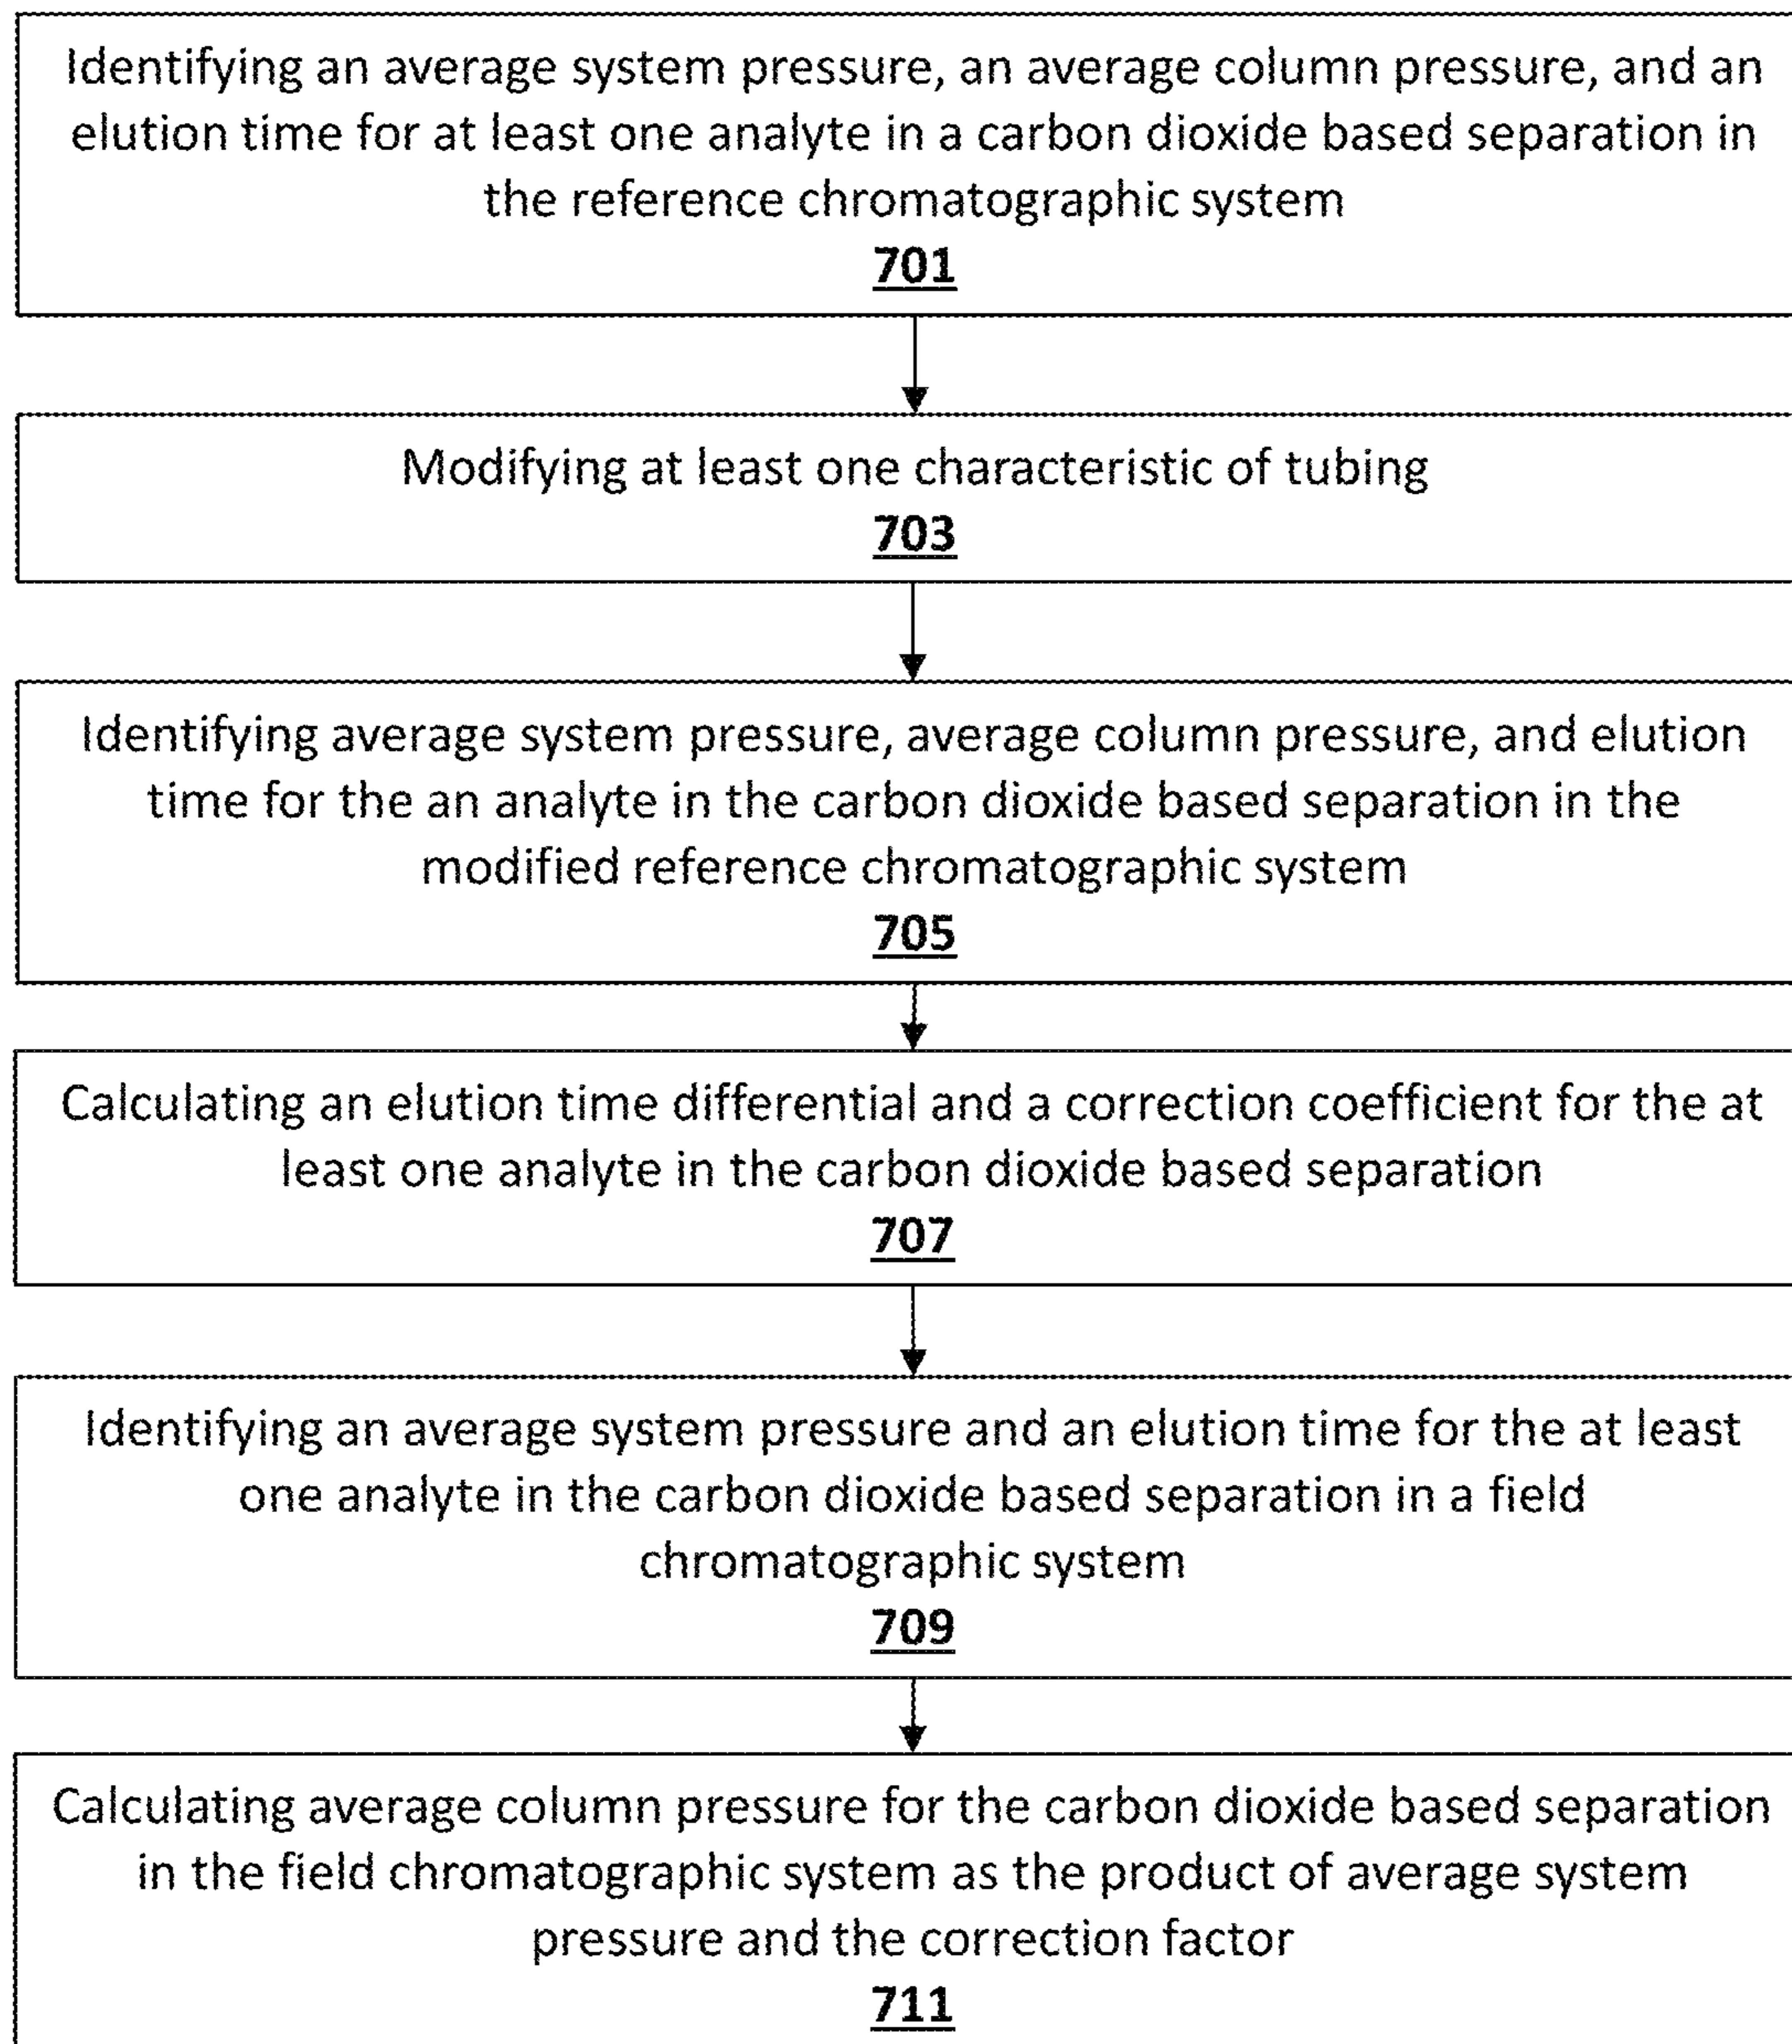 Identifying an average system pressure, an average column pressure, and an
elution time for at least one analyte in a carbon dioxide based separation in
the reference chromatographic system
701
Modifying at least one characteristic of tubing
703
Identifying average system pressure, average column pressure, and elution
time for the an analyte in the carbon dioxide based separation in the
modified reference chromatographic system
705
Calculating an elution time differential and a correction coefficient for the at
least one analyte in the carbon dioxide based separation
707
Identifying an average system pressure and an elution time for the at least
one analyte in the carbon dioxide based separation in a field
chromatographic system
709
Calculating average column pressure for the carbon dioxide based separation
in the field chromatographic system as the product of average system
pressure and the correction factor
711